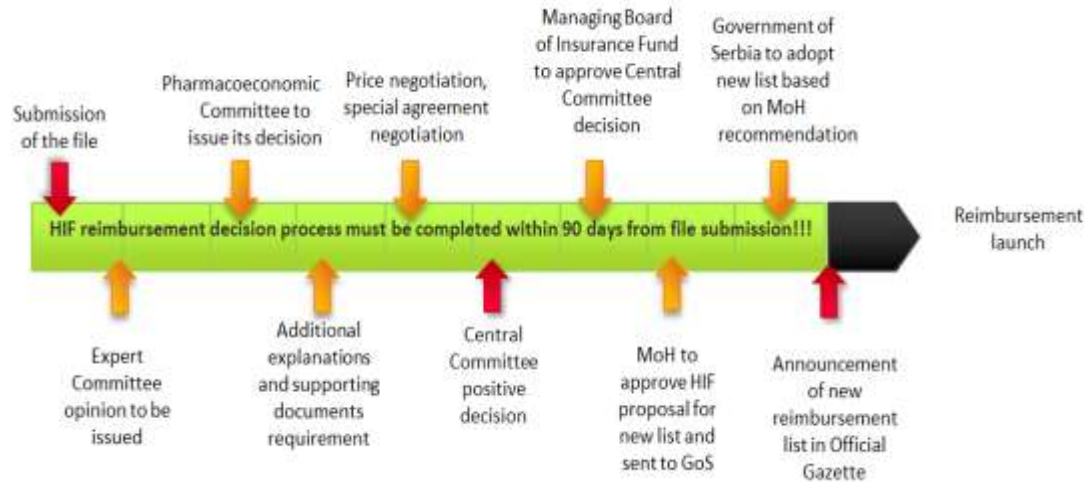 Submission
of the file
Pharmacoeconomic
Committee to
issue its decision
Price negotiation,
special agreement
negotiation
Managing Board
of Insurance Fund
to approve Central
Committee
decision
Government of
Serbia to adopt
new list based
on MoH
recommendation
HIF reimbursement decision process must be completed within 90 days from file submission!!!
Reimbursement
launch
Expert
Committee
opinion to be
issued
Additional
explanations
and supporting
documents
requirement
Central
Committee
positive
decision
MoH to
approve HIF
proposal for
new list and
sent to GoS
Announcement
of new
reimbursement
list in Official
Gazette